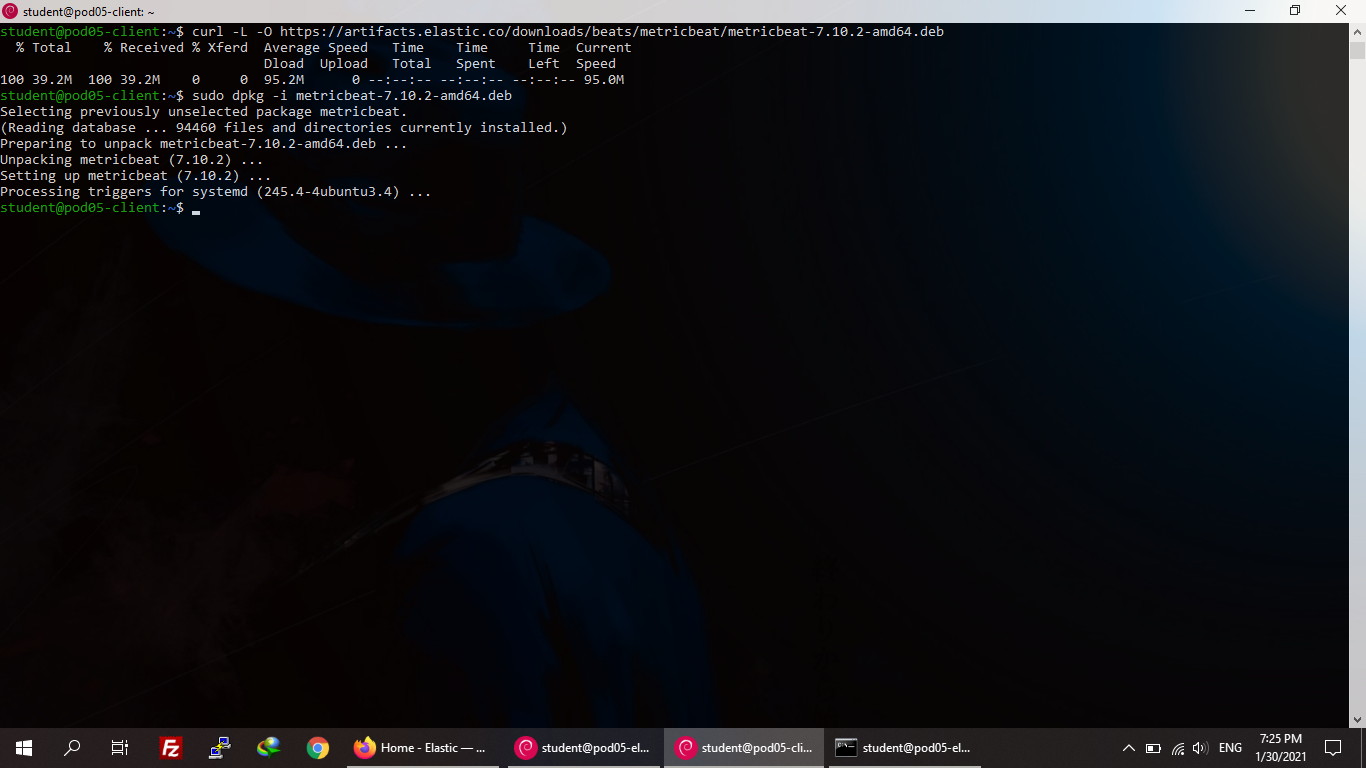 student@pod05-client: ~
student@pod05-client:~$ curl -L -O https://artifacts.elastic.co/downloads/beats/metricbeat/metricbeat-7.10.2-amd64.deb
  % Total    % Received % Xferd  Average Speed   Time    Time     Time  Current
                                 Dload  Upload   Total   Spent    Left  Speed
100 39.2M  100 39.2M    0     0  95.2M      0 --:--:-- --:--:-- --:--:-- 95.0M
student@pod05-client:~$ sudo dpkg -i metricbeat-7.10.2-amd64.deb
Selecting previously unselected package metricbeat.
(Reading database ... 94460 files and directories currently installed.)
Preparing to unpack metricbeat-7.10.2-amd64.deb ...
Unpacking metricbeat (7.10.2) ...
Setting up metricbeat (7.10.2) ...
Processing triggers for systemd (245.4-4ubuntu3.4) ...
student@pod05-client:~$
Fz
Home - Elastic — ...
student@pod05-el...
student@pod05-cli...
student@pod05-el...
ENG
7:25 PM
1/30/2021